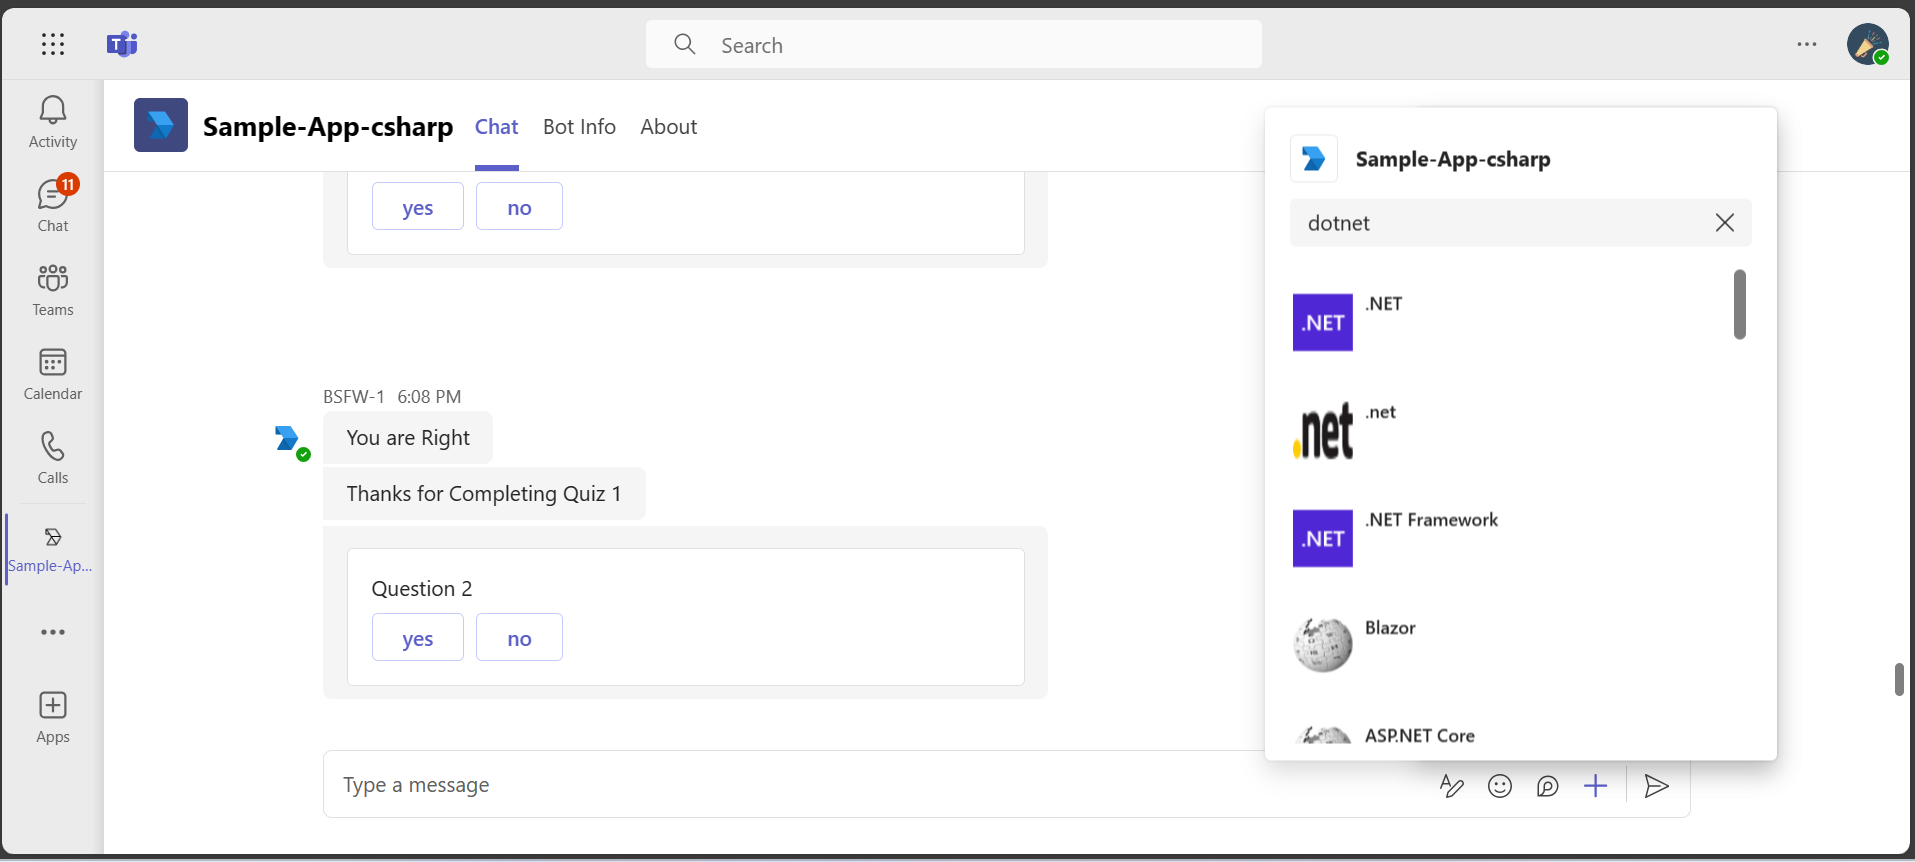 Search
Activity
11
Chat
Teams
Calendar
Calls
Sample-Ap...
Apps
Sample-App-csharp
Chat
Bot Info
About
yes
no
BSFW-1 6:08 PM
You are Right
Thanks for Completing Quiz 1
Question 2
yes
no
Type a message
Sample-App-csharp
dotnet
.NET
.NET
.net
.net
.NET
.NET Framework
Blazor
ASP.NET Core